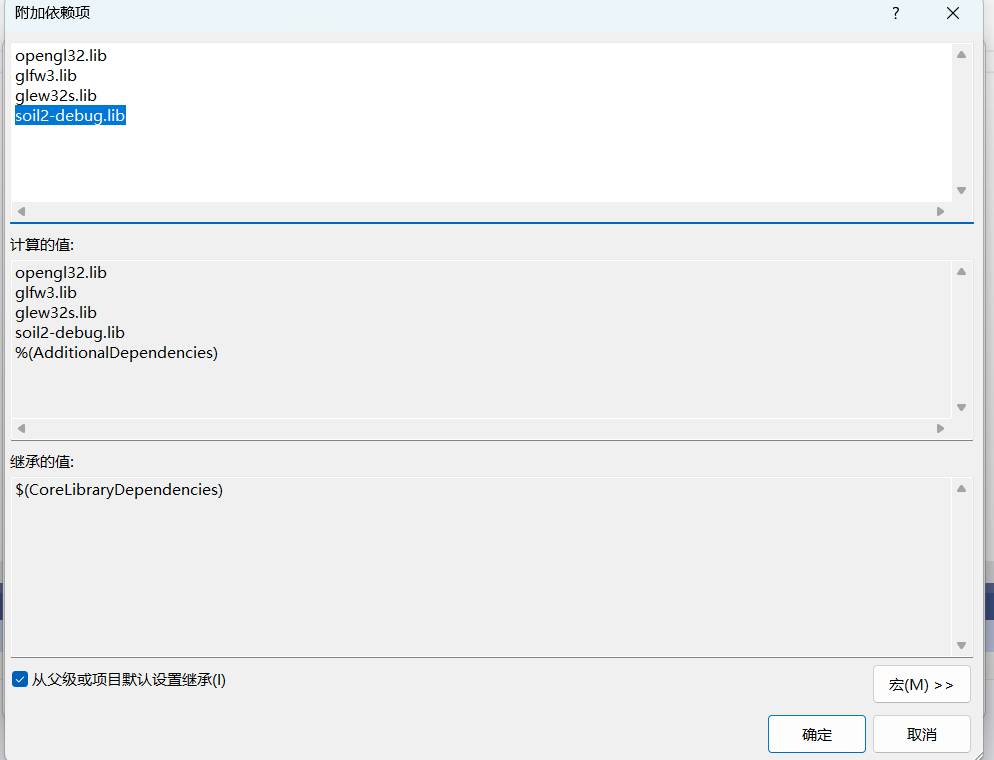 附加依赖项
?
opengl32.lib
glfw3.lib
glew32s.lib
soil2-debug.lib
计算的值:
opengl32.lib
glfw3.lib
glew32s.lib
soil2-debug.lib
%(AdditionalDependencies)
继承的值:
$(CoreLibraryDependencies)
从父级或项目默认设置继承(I)
宏(M) >>
确定
取消